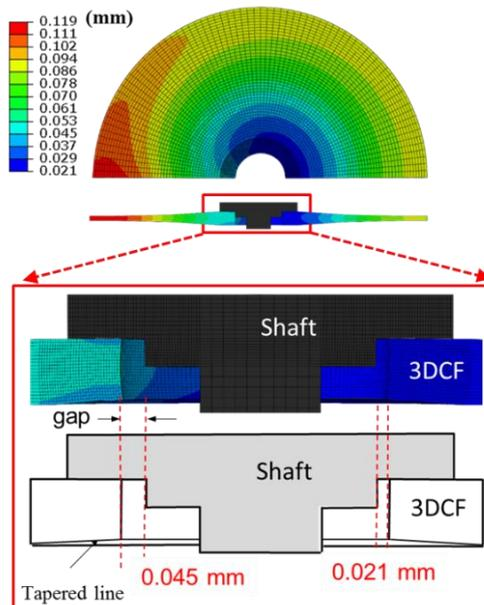 (mm)
0.119
0.111
0.102
0.094
0.086
0.078
0.070
0.061
0.053
0.045
0.037
0.029
0.021
Shaft
3DCF
gap
Shaft
3DCF
0.045 mm
0.021 mm
Tapered line